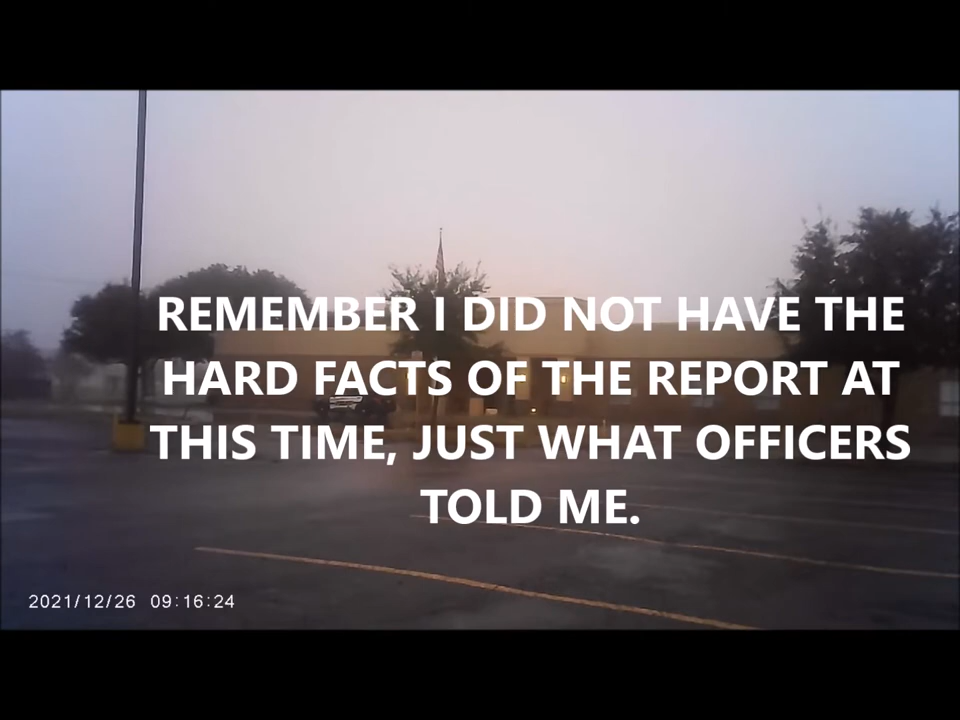 REMEMBER I DID NOT HAVE THE
HARD FACTS OF THE REPORT AT
THIS TIME, JUST WHAT OFFICERS
TOLD ME.
2021/12/26 09:16:24